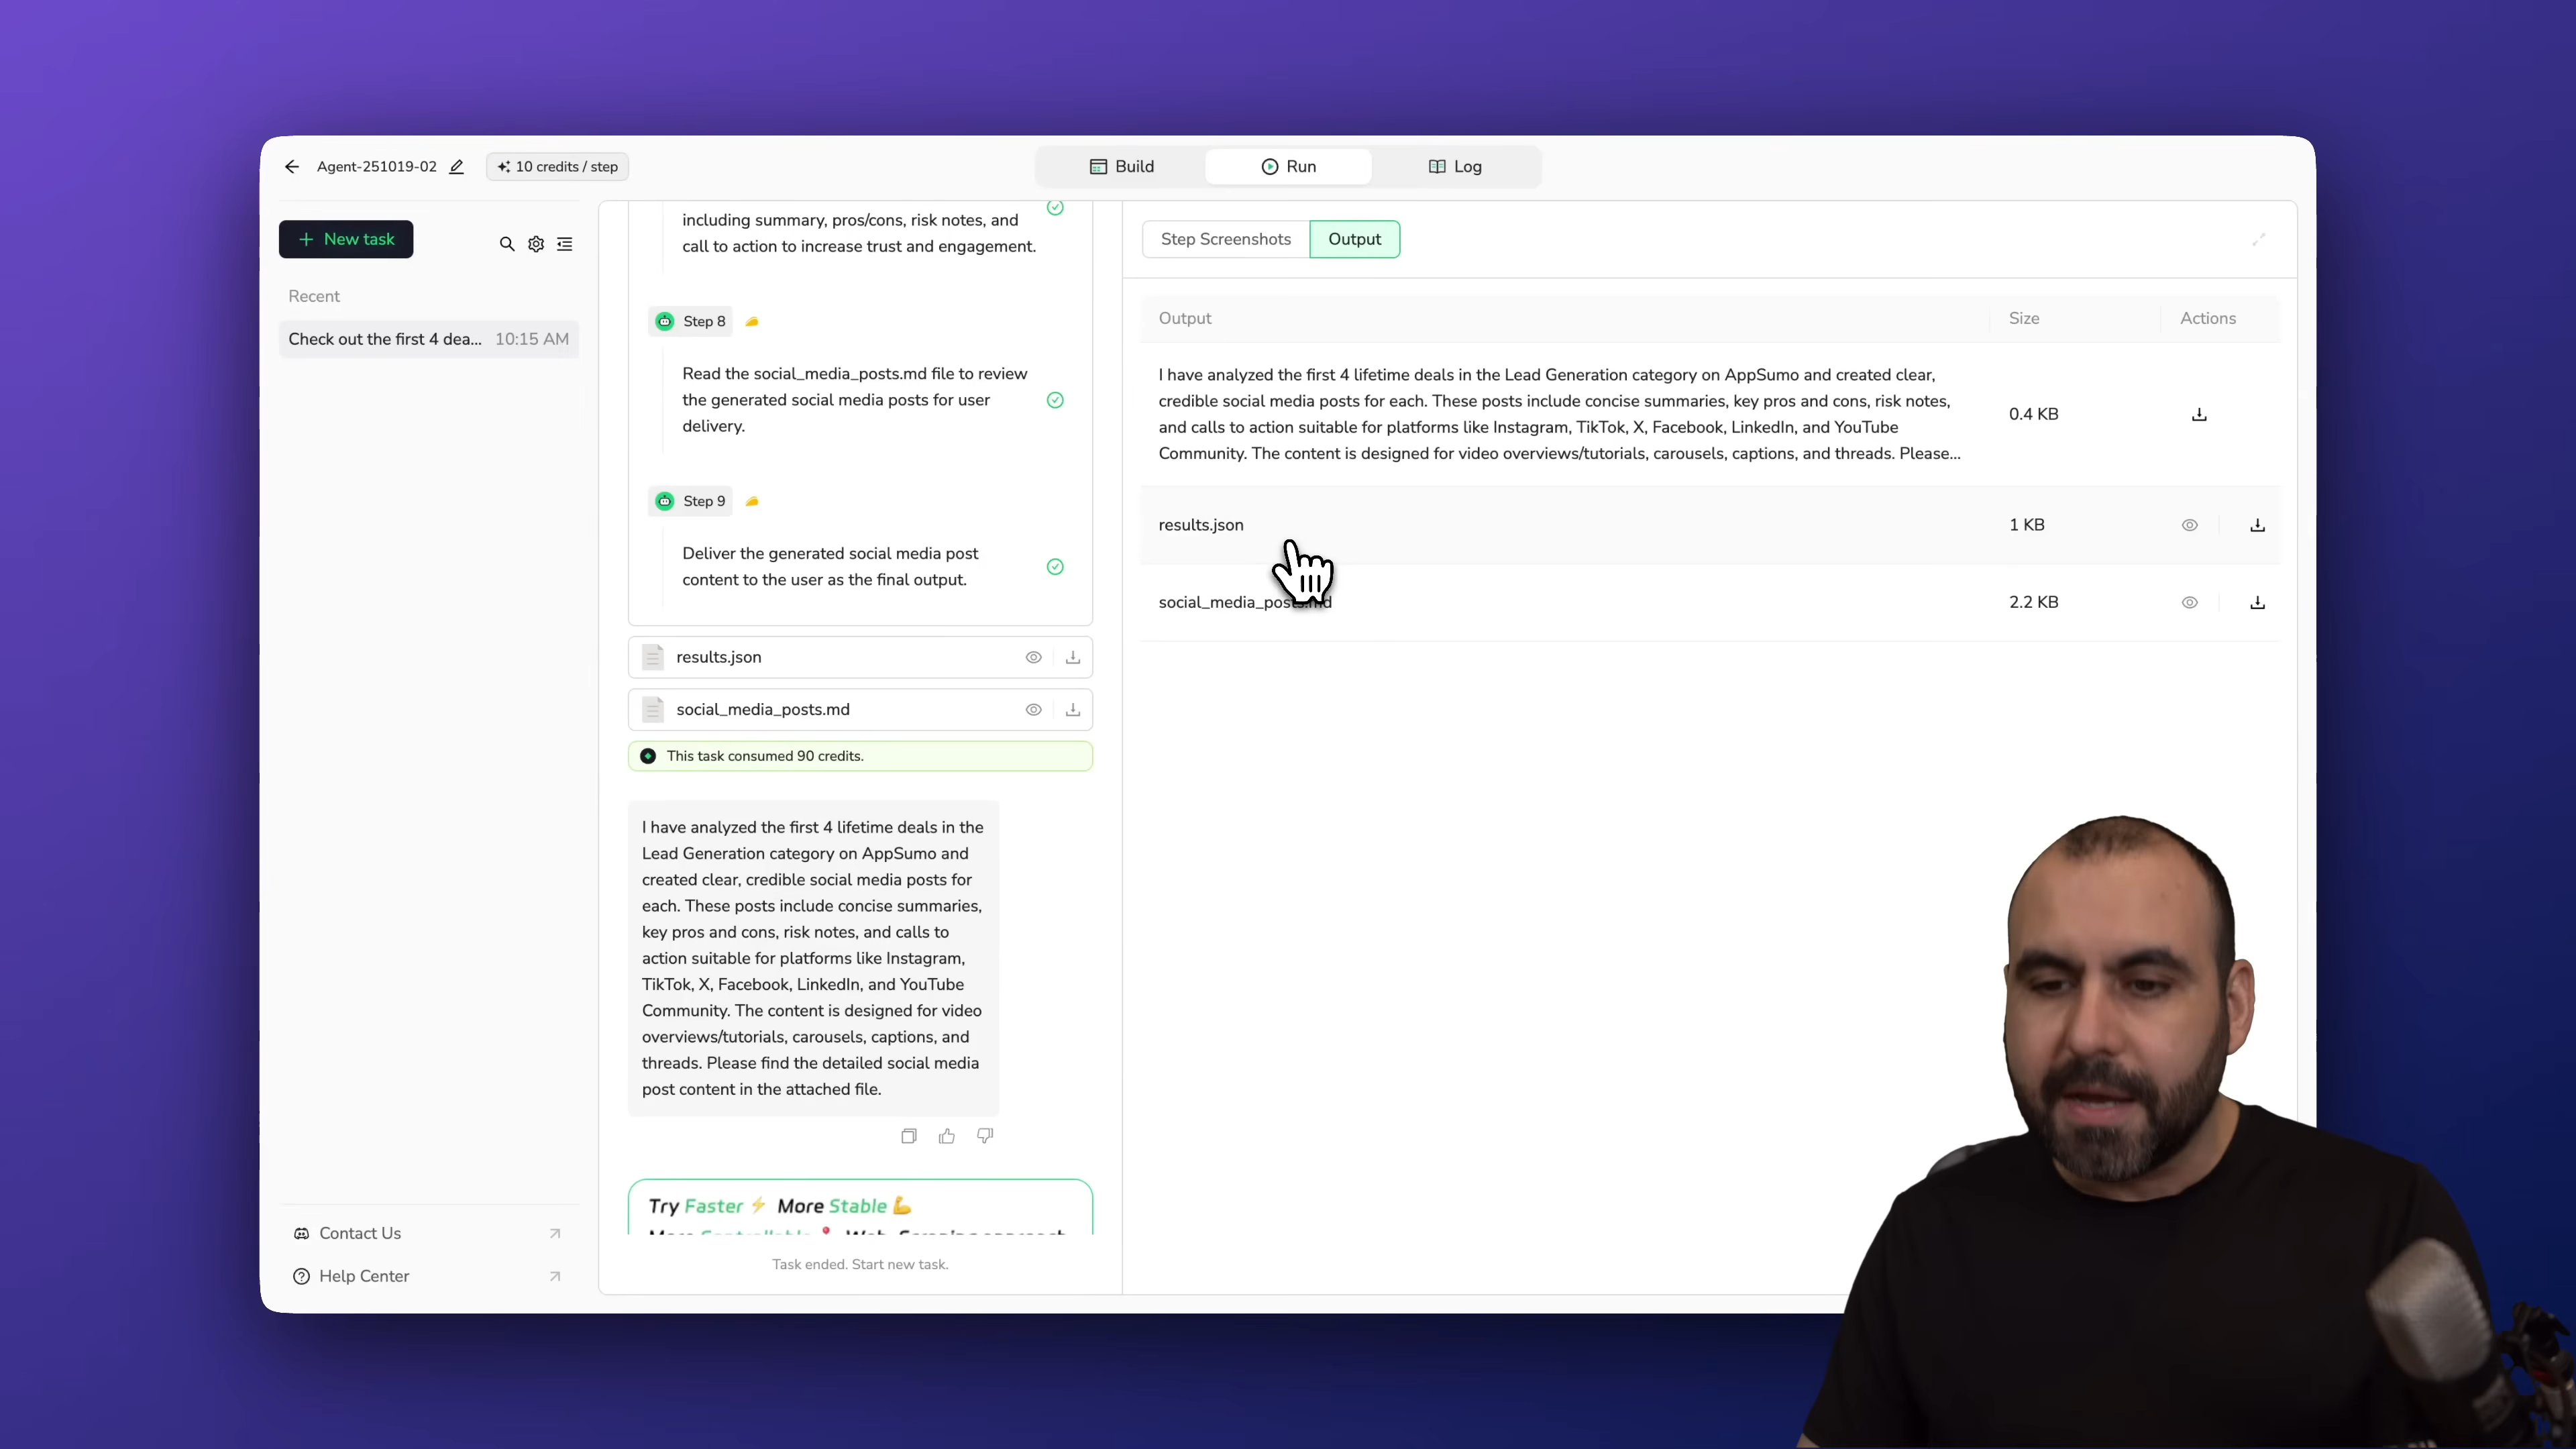 Agent-251019-02
10 credits / step
Build
Run
Log
New task
Recent
Check out the first 4 dea... 10:15 AM
Contact Us
Help Center
including summary, pros/cons, risk notes, and
call to action to increase trust and engagement.
Step 8
Read the social_media_posts.md file to review
the generated social media posts for user
delivery.
Step 9
Deliver the generated social media post
content to the user as the final output.
results.json
social_media_posts.md
This task consumed 90 credits.
I have analyzed the first 4 lifetime deals in the
Lead Generation category on AppSumo and
created clear, credible social media posts for
each. These posts include concise summaries,
key pros and cons, risk notes, and calls to
action suitable for platforms like Instagram,
TikTok, X, Facebook, LinkedIn, and YouTube
Community. The content is designed for video
overviews/tutorials, carousels, captions, and
threads. Please find the detailed social media
post content in the attached file.
Try Faster ⚡ More Stable 💪
Task ended. Start new task.
Step Screenshots
Output
Output Size Actions
I have analyzed the first 4 lifetime deals in the Lead Generation category on AppSumo and created clear,
credible social media posts for each. These posts include concise summaries, key pros and cons, risk notes,
and calls to action suitable for platforms like Instagram, TikTok, X, Facebook, LinkedIn, and YouTube
Community. The content is designed for video overviews/tutorials, carousels, captions, and threads. Please...
0.4 KB
results.json 1 KB
social_media_posts.md 2.2 KB